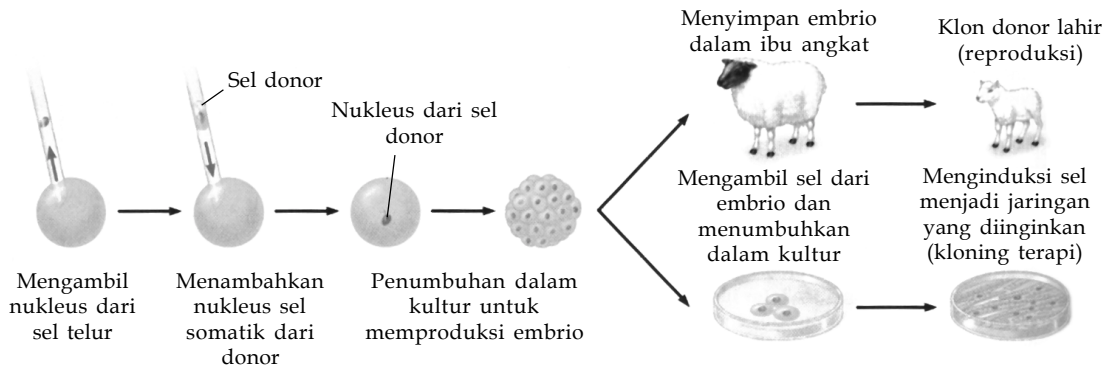 Mengambil
nukleus dari
sel telur
Sel donor
Menambahkan
nukleus sel
somatik dari
donor
Nukleus dari sel
donor
Penumbuhan dalam
kultur untuk
memproduksi embrio
Menyimpan embrio
dalam ibu angkat
Klon donor lahir
(reproduksi)
Mengambil sel dari
embrio dan
menumbuhkan
dalam kultur
Menginduksi sel
menjadi jaringan
yang diinginkan
(kloning terapi)